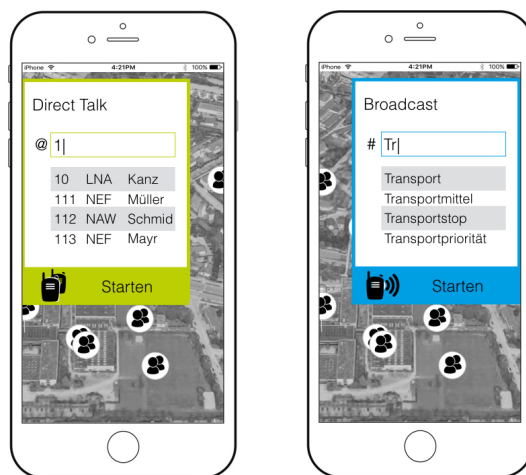 iPhone 4:21PM 100%
Direct Talk
@ 1
10 LNA Kanz
111 NEF Müller
112 NAW Schmid
113 NEF Mayr
Starten
iPhone 4:21PM 100%
Broadcast
# Tr
Transport
Transportmittel
Transportstop
Transportpriorität
Starten